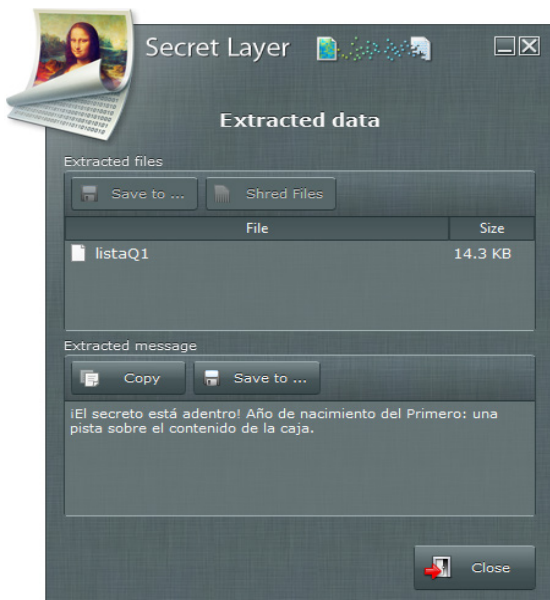 Secret Layer
Extracted data
Extracted files
Save to ...
Shred Files
File Size
listaQ1 14.3 KB
Extracted message
Copy
Save to ...
¡El secreto está adentro! Año de nacimiento del Primero: una
pista sobre el contenido de la caja.
Close